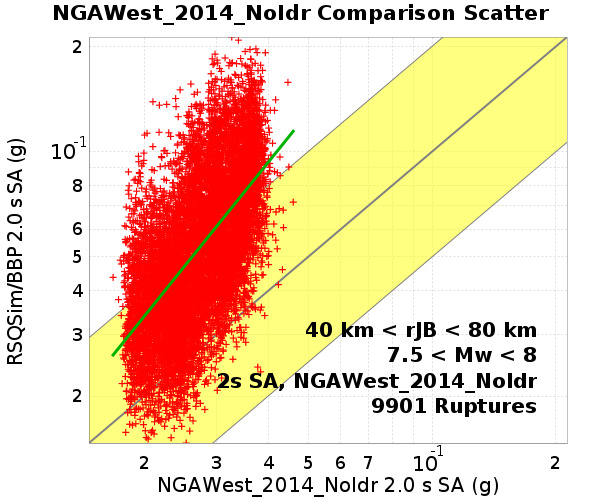 NGAWest_2014_NoIdr Comparison Scatter
2
10-1
8
7
6
5
4
3
2
RSQSim/BBP 2.0 s SA (g)
40 km < rJB < 80 km
7.5 < Mw < 8
2s SA, NGAWest_2014_NoIdr
9901 Ruptures
2 3 4 5 6 7 10-1 2
NGAWest_2014_NoIdr 2.0 s SA (g)